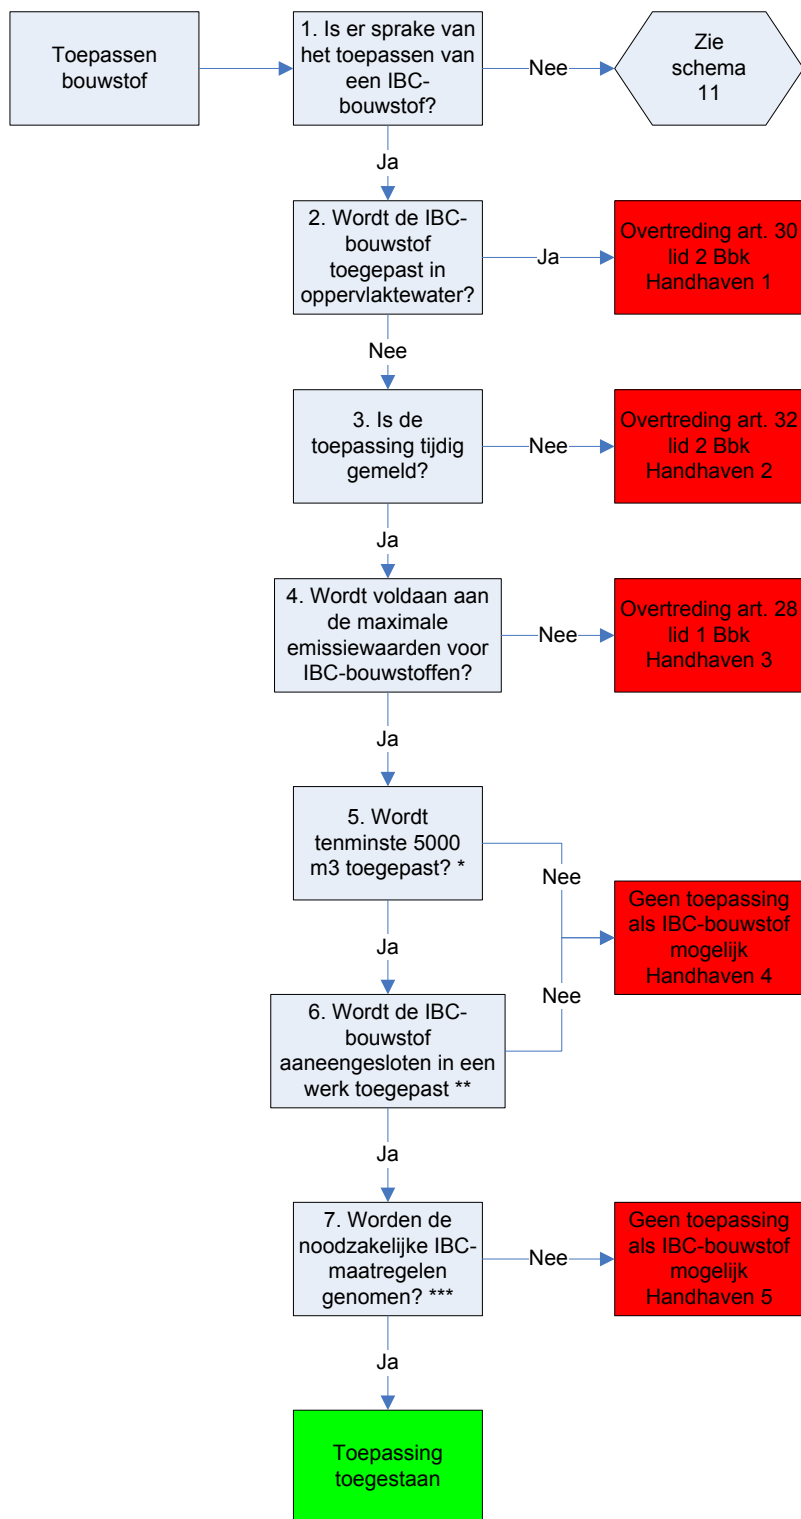 Toepassen
bouwstof
1. Is er sprake van
het toepassen van
een IBC-
bouwstof?
Nee
Zie
schema
11
Ja
2. Wordt de IBC-
bouwstof
toegepast in
oppervlaktewater?
Ja
Overtreding art. 30
lid 2 Bbk
Handhaven 1
Nee
3. Is de
toepassing tijdig
gemeld?
Nee
Overtreding art. 32
lid 2 Bbk
Handhaven 2
Ja
4. Wordt voldaan aan
de maximale
emissiewaarden voor
IBC-bouwstoffen?
Nee
Overtreding art. 28
lid 1 Bbk
Handhaven 3
Ja
5. Wordt
tenminste 5000
m3 toegepast? *
Nee
Geen toepassing
als IBC-bouwstof
mogelijk
Handhaven 4
Ja
Nee
6. Wordt de IBC-
bouwstof
aaneengesloten in een
werk toegepast **
Ja
7. Worden de
noodzakelijke IBC-
maatregelen
genomen? ***
Nee
Geen toepassing
als IBC-bouwstof
mogelijk
Handhaven 5
Ja
Toepassing
toegestaan